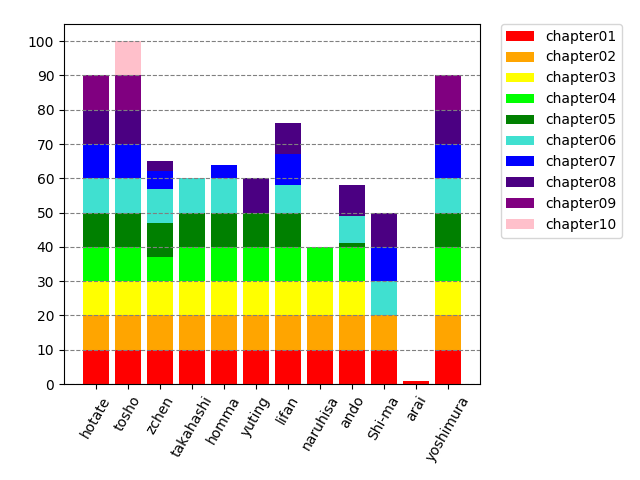 100
90
80
70
60
50
40
30
20
10
0
hotate
tosho
zchen
takahashi
homma
yuting
lifan
naruhisa
ando
Shi-ma
arai
yoshimura
chapter01
chapter02
chapter03
chapter04
chapter05
chapter06
chapter07
chapter08
chapter09
chapter10